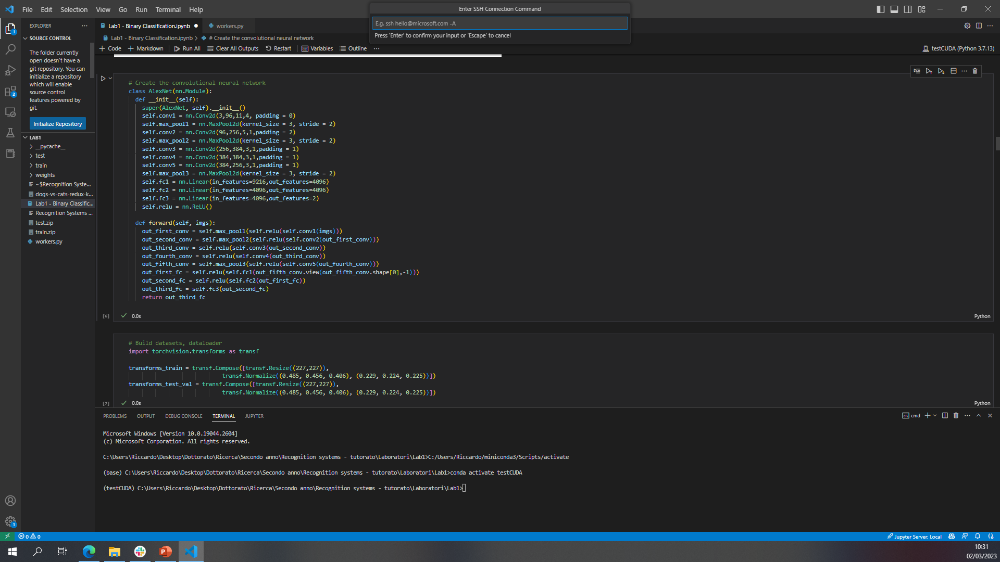 File Edit Selection View Go Run Terminal Help
Enter SSH Connection Command
E.g. ssh hello@microsoft.com -A
Press 'Enter' to confirm your input or 'Escape' to cancel
EXPLORER
SOURCE CONTROL
The folder currently
open doesn't have a
git repository. You can
initialize a repository
which will enable
source control
features powered by
git.
Initialize Repository
LAB1
__pycache__
test
train
weights
~$Recognition Syste...
dogs-vs-cats-redux-k...
Lab1 - Binary Classific...
Recognition Systems ...
test.zip
train.zip
workers.py
Lab1 - Binary Classification.ipynb workers.py
Lab1 - Binary Classification.ipynb > # Create the convolutional neural network
+ Code + Markdown Run All Clear All Outputs Restart Variables Outline ...
testCUDA (Python 3.7.13)
# Create the convolutional neural network
class AlexNet(nn.Module):
def __init__(self):
super(AlexNet, self).__init__()
self.conv1 = nn.Conv2d(3,96,11,4, padding = 0)
self.max_pool1 = nn.MaxPool2d(kernel_size = 3, stride = 2)
self.conv2 = nn.Conv2d(96,256,5,1,padding = 2)
self.max_pool2 = nn.MaxPool2d(kernel_size = 3, stride = 2)
self.conv3 = nn.Conv2d(256,384,3,1,padding = 1)
self.conv4 = nn.Conv2d(384,384,3,1,padding = 1)
self.conv5 = nn.Conv2d(384,256,3,1,padding = 1)
self.max_pool3 = nn.MaxPool2d(kernel_size = 3, stride = 2)
self.fc1 = nn.Linear(in_features=9216,out_features=4096)
self.fc2 = nn.Linear(in_features=4096,out_features=4096)
self.fc3 = nn.Linear(in_features=4096,out_features=2)
self.relu = nn.ReLU()
def forward(self, imgs):
out_first_conv = self.max_pool1(self.relu(self.conv1(imgs)))
out_second_conv = self.max_pool2(self.relu(self.conv2(out_first_conv)))
out_third_conv = self.relu(self.conv3(out_second_conv))
out_fourth_conv = self.relu(self.conv4(out_third_conv))
out_fifth_conv = self.max_pool3(self.relu(self.conv5(out_fourth_conv)))
out_first_fc = self.relu(self.fc1(out_fifth_conv.view(out_fifth_conv.shape[0],-1)))
out_second_fc = self.relu(self.fc2(out_first_fc))
out_third_fc = self.fc3(out_second_fc)
return out_third_fc
[6] 0.0s Python
# Build datasets, dataloader
import torchvision.transforms as transf
transforms_train = transf.Compose([transf.Resize((227,227)),
transf.Normalize((0.485, 0.456, 0.406), (0.229, 0.224, 0.225))])
transforms_test_val = transf.Compose([transf.Resize((227,227)),
transf.Normalize((0.485, 0.456, 0.406), (0.229, 0.224, 0.225))])
[7] 0.0s Python
PROBLEMS OUTPUT DEBUG CONSOLE TERMINAL JUPYTER
cmd
Microsoft Windows [Version 10.0.19044.2604]
(c) Microsoft Corporation. All rights reserved.
C:\Users\Riccardo\Desktop\Dottorato\Ricerca\Secondo anno\Recognition systems - tutorato\Laboratori\Lab1>C:/Users/Riccardo/miniconda3/Scripts/activate
(base) C:\Users\Riccardo\Desktop\Dottorato\Ricerca\Secondo anno\Recognition systems - tutorato\Laboratori\Lab1>conda activate testCUDA
(testCUDA) C:\Users\Riccardo\Desktop\Dottorato\Ricerca\Secondo anno\Recognition systems - tutorato\Laboratori\Lab1>
0 0
Jupyter Server: Local
10:31
02/03/2023